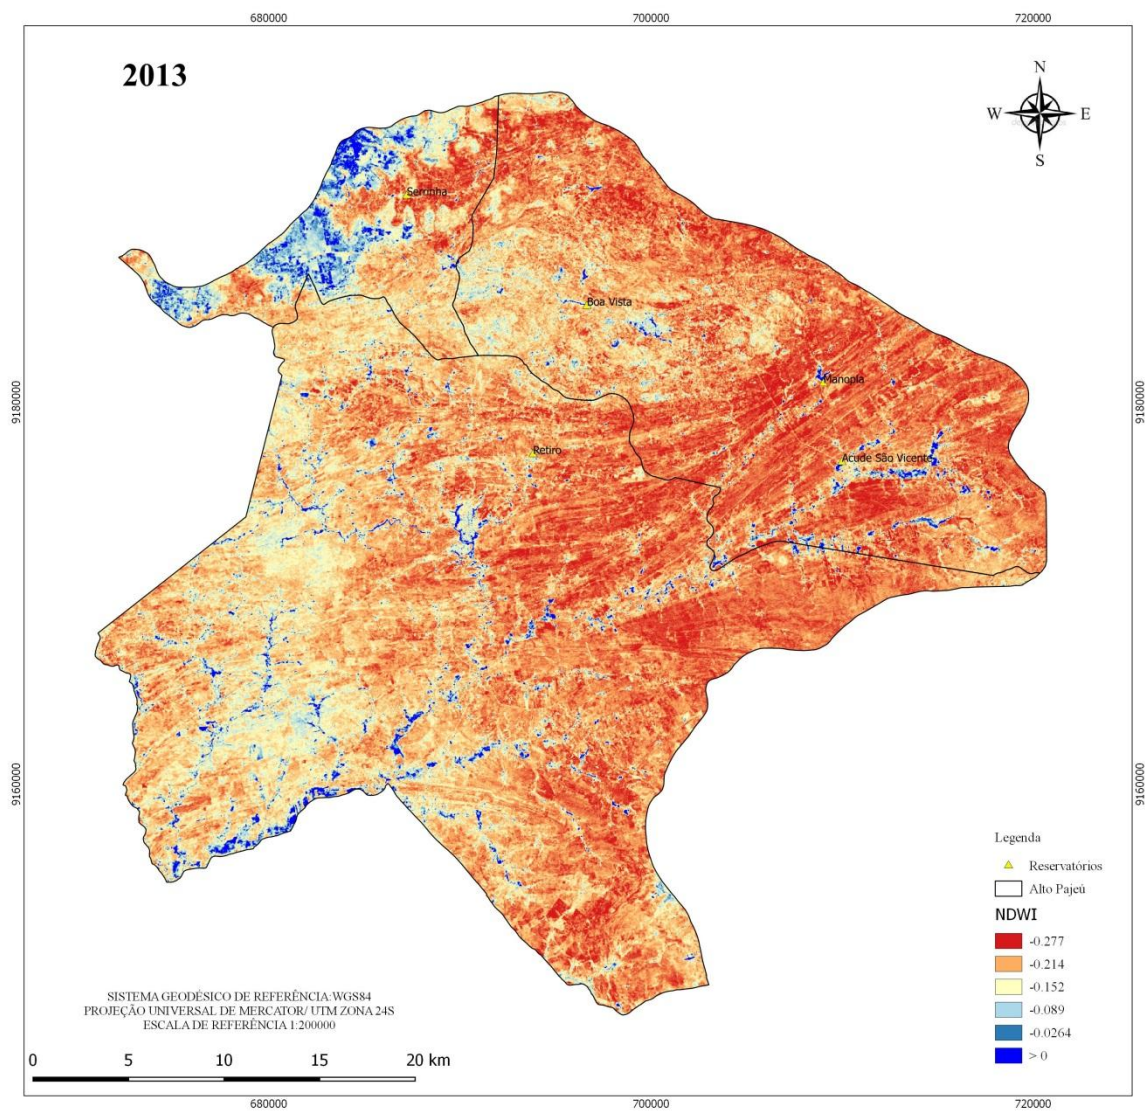 680000
700000
720000
2013
N
W
E
S
Serrinha
Boa Vista
Manopla
9180000
9180000
Retiro
Acude São Vicente
9160000
9160000
Legenda
Reservatórios
Alto Pajeú
NDWI
-0.277
-0.214
-0.152
-0.089
-0.0264
> 0
SISTEMA GEODÉSICO DE REFERÊNCIA:WGS84
PROJEÇÃO UNIVERSAL DE MERCATOR/ UTM ZONA 24S
ESCALA DE REFERÊNCIA 1:200000
0
5
10
15
20 km
680000
700000
720000